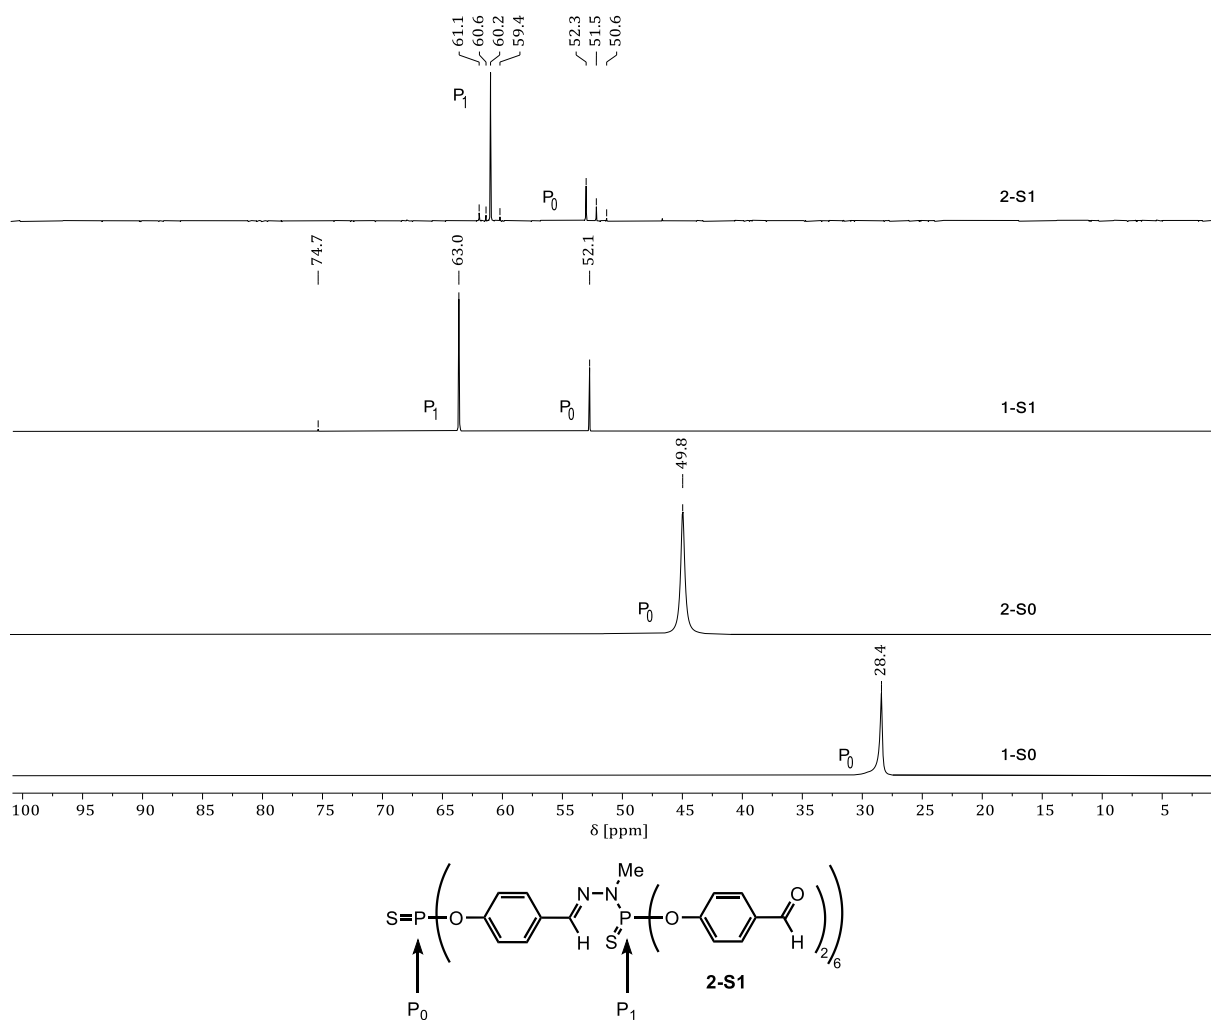 61.1
60.6
60.2
59.4
52.3
51.5
50.6
P1
P0
2-S1
74.7
63.0
52.1
P1
P0
1-S1
49.8
P0
2-S0
28.4
P0
1-S0
100 95 90 85 80 75 70 65 60 55 50 45 40 35 30 25 20 15 10 5
δ [ppm]
Me
N N O
S=P O P O
H S H
2 6
2-S1
P0 P1